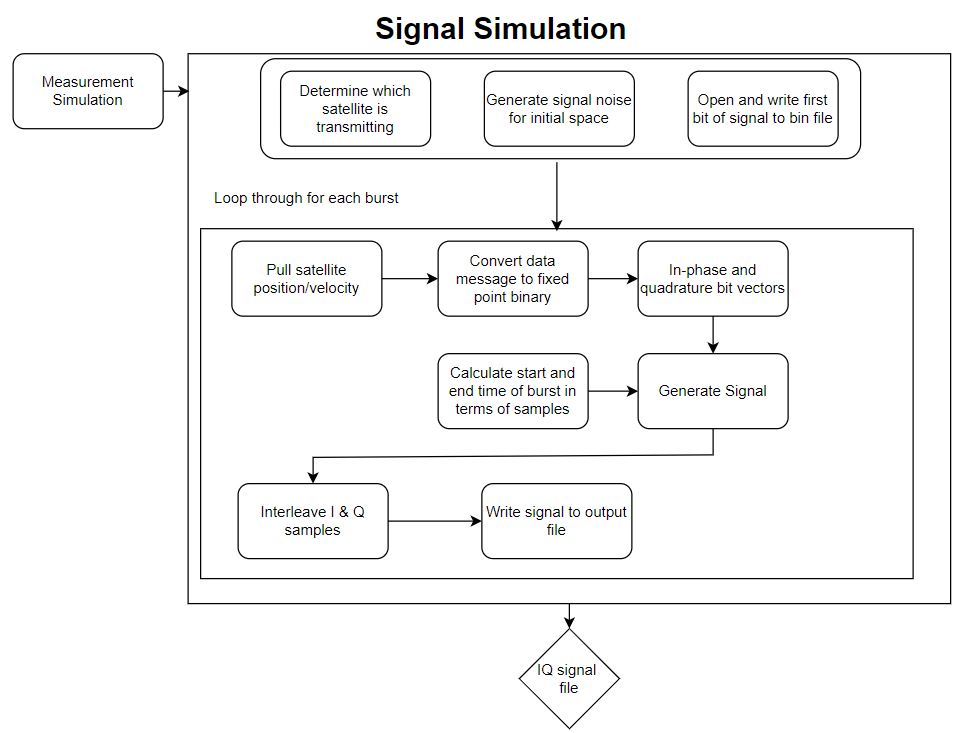 Signal Simulation
Measurement
Simulation
Determine which
satellite is
transmitting
Generate signal noise
for initial space
Open and write first
bit of signal to bin file
Loop through for each burst
Pull satellite
position/velocity
Convert data
message to fixed
point binary
In-phase and
quadrature bit vectors
Calculate start and
end time of burst in
terms of samples
Generate Signal
Interleave I & Q
samples
Write signal to output
file
IQ signal
file